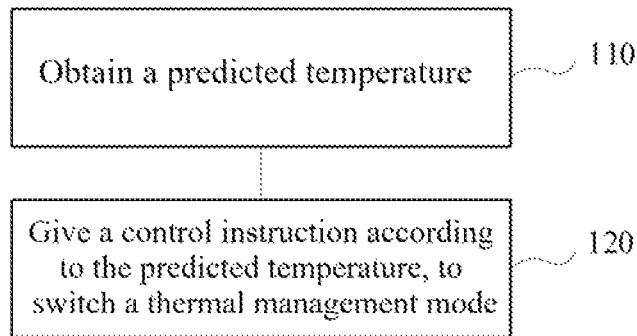 Obtain a predicted temperature
110
Give a control instruction according
to the predicted temperature, to
switch a thermal management mode
120